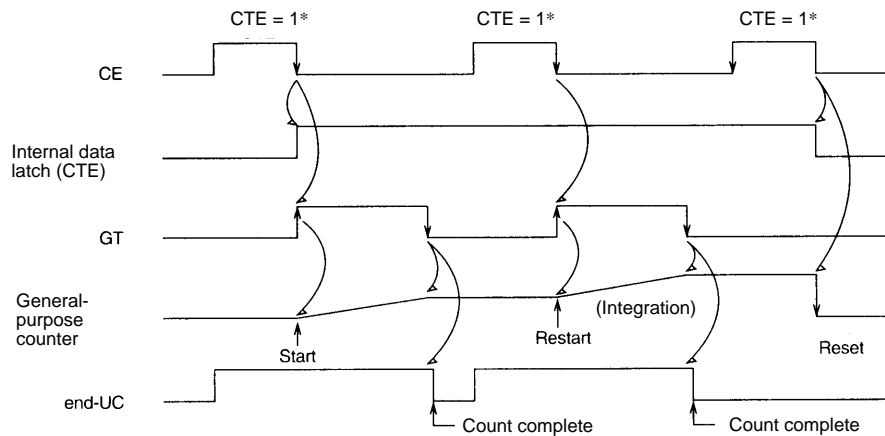 CTE = 1* CTE = 1* CTE = 1*
CE
Internal data
latch (CTE)
GT
General-
purpose
counter
(Integration)
Start
Restart
Reset
end-UC
Count complete
Count complete